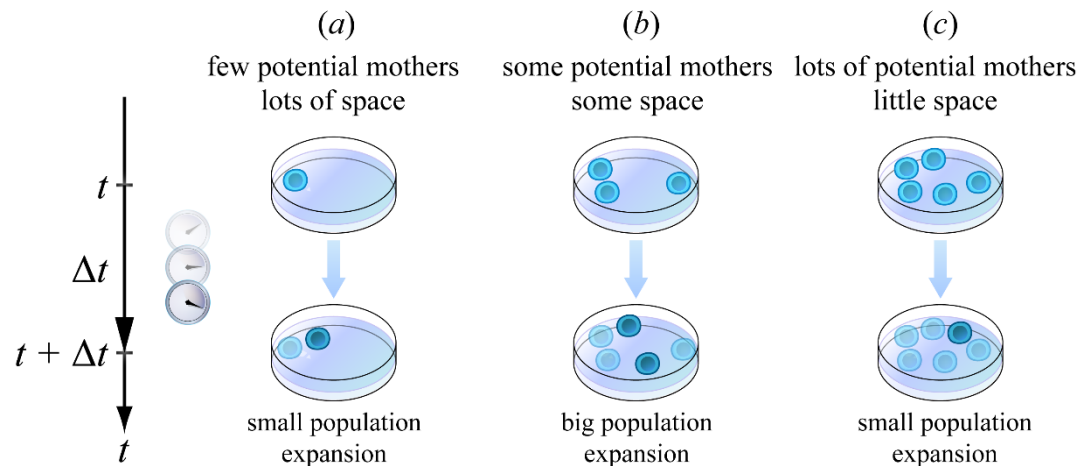 (a)
few potential mothers
lots of space
(b)
some potential mothers
some space
(c)
lots of potential mothers
little space
t
Δt
t + Δt
t
small population
expansion
big population
expansion
small population
expansion